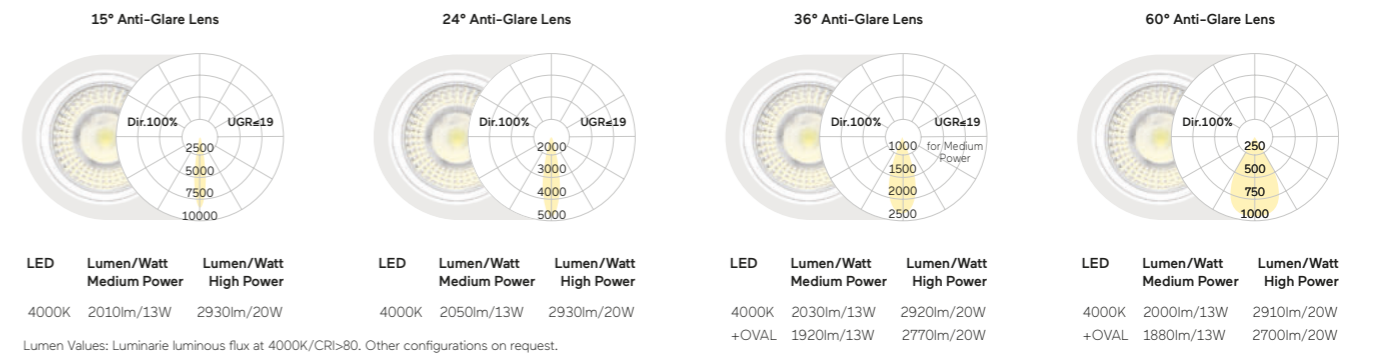 15° Anti-Glare Lens
Dir.100% UGR≤19
2500
5000
7500
10000
LED Lumen/Watt Lumen/Watt
Medium Power High Power
4000K 2010lm/13W 2930lm/20W
24° Anti-Glare Lens
Dir.100% UGR≤19
2000
3000
4000
5000
LED Lumen/Watt Lumen/Watt
Medium Power High Power
4000K 2050lm/13W 2930lm/20W
36° Anti-Glare Lens
Dir.100% UGR≤19
for Medium
Power
1000
1500
2000
2500
LED Lumen/Watt Lumen/Watt
Medium Power High Power
4000K 2030lm/13W 2920lm/20W
+OVAL 1920lm/13W 2770lm/20W
60° Anti-Glare Lens
Dir.100%
250
500
750
1000
LED Lumen/Watt Lumen/Watt
Medium Power High Power
4000K 2000lm/13W 2910lm/20W
+OVAL 1880lm/13W 2700lm/20W
Lumen Values: Luminarie luminous flux at 4000K/CRI>80. Other configurations on request.